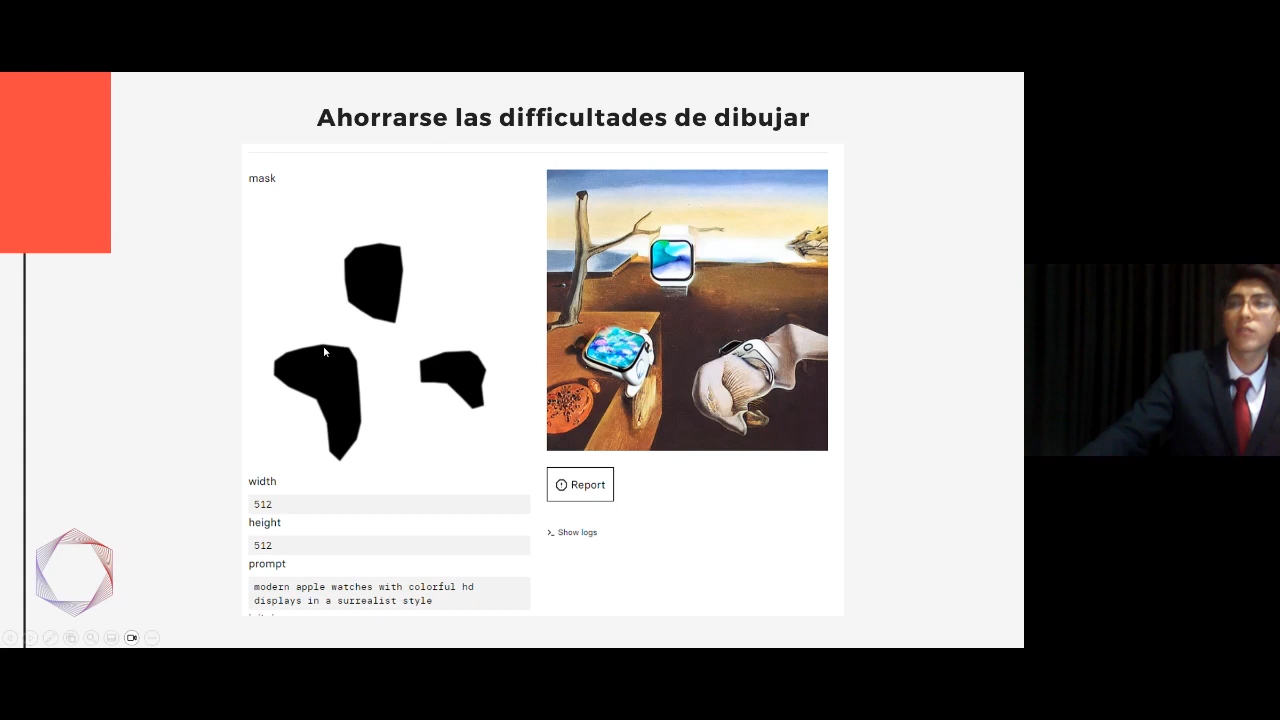 Ahorrarse las difficultades de dibujar
mask
width
512
height
512
prompt
modern apple watches with colorful hd
displays in a surrealist style
Report
Show logs